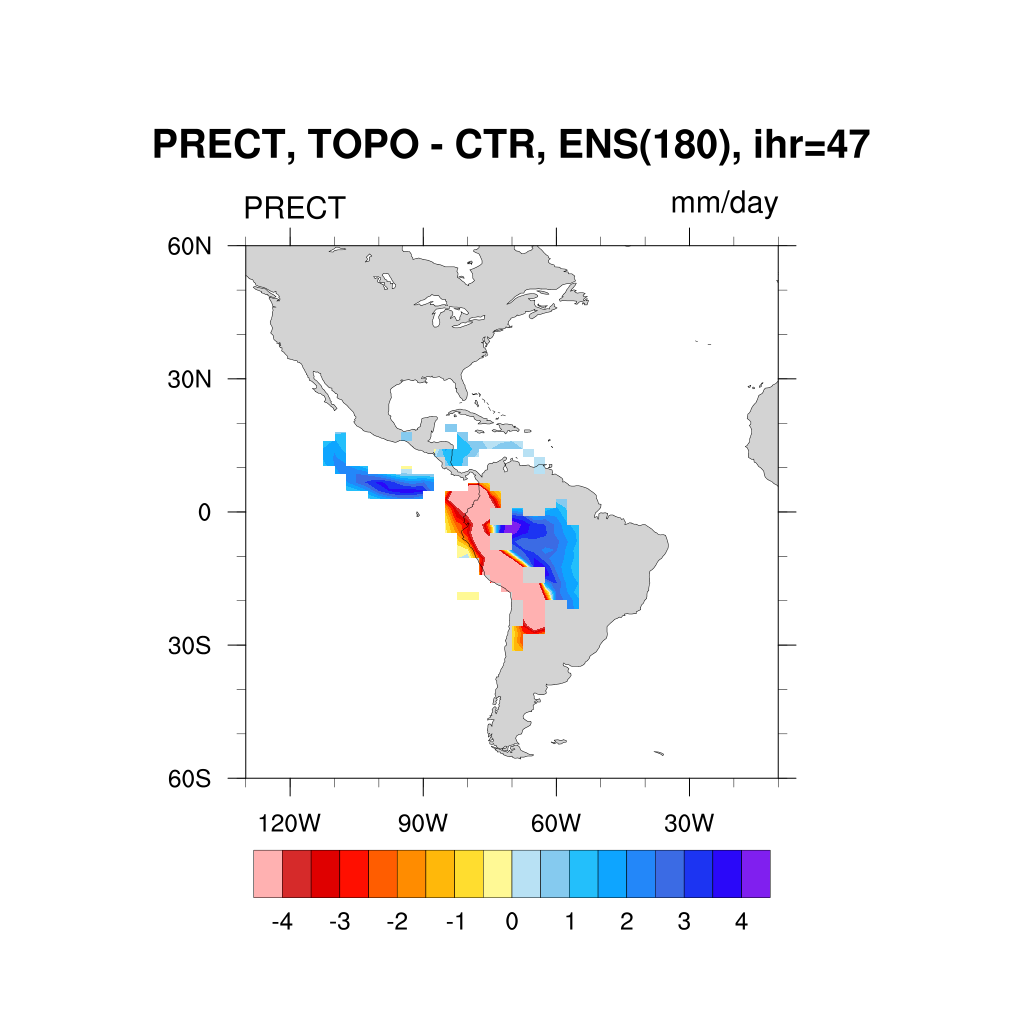 PRECT, TOPO - CTR, ENS(180), ihr=47
PRECT mm/day
60N
30N
0
30S
60S
120W 90W 60W 30W
-4 -3 -2 -1 0 1 2 3 4